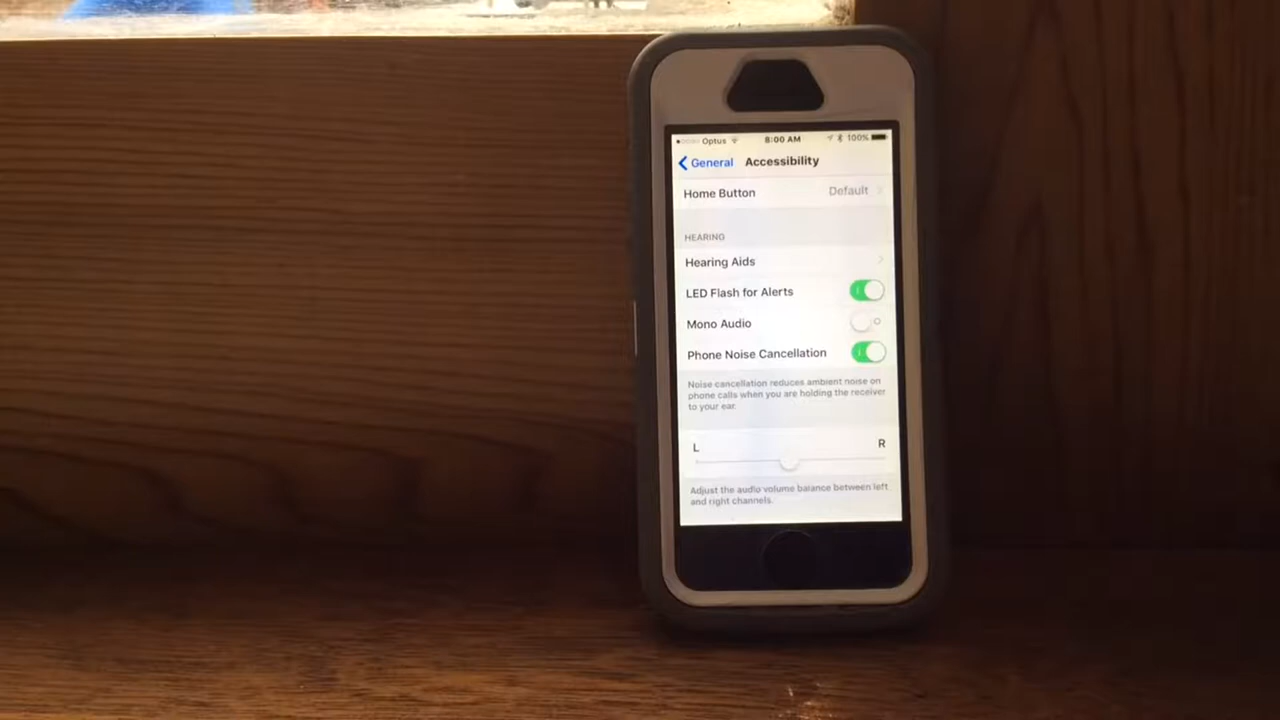 Optus 8:00 AM 100%
General Accessibility
Home Button Default
HEARING
Hearing Aids
LED Flash for Alerts
Mono Audio
Phone Noise Cancellation
Noise cancellation reduces ambient noise on
phone calls when you are holding the receiver
to your ear.
L R
Adjust the audio volume balance between left
and right channels.